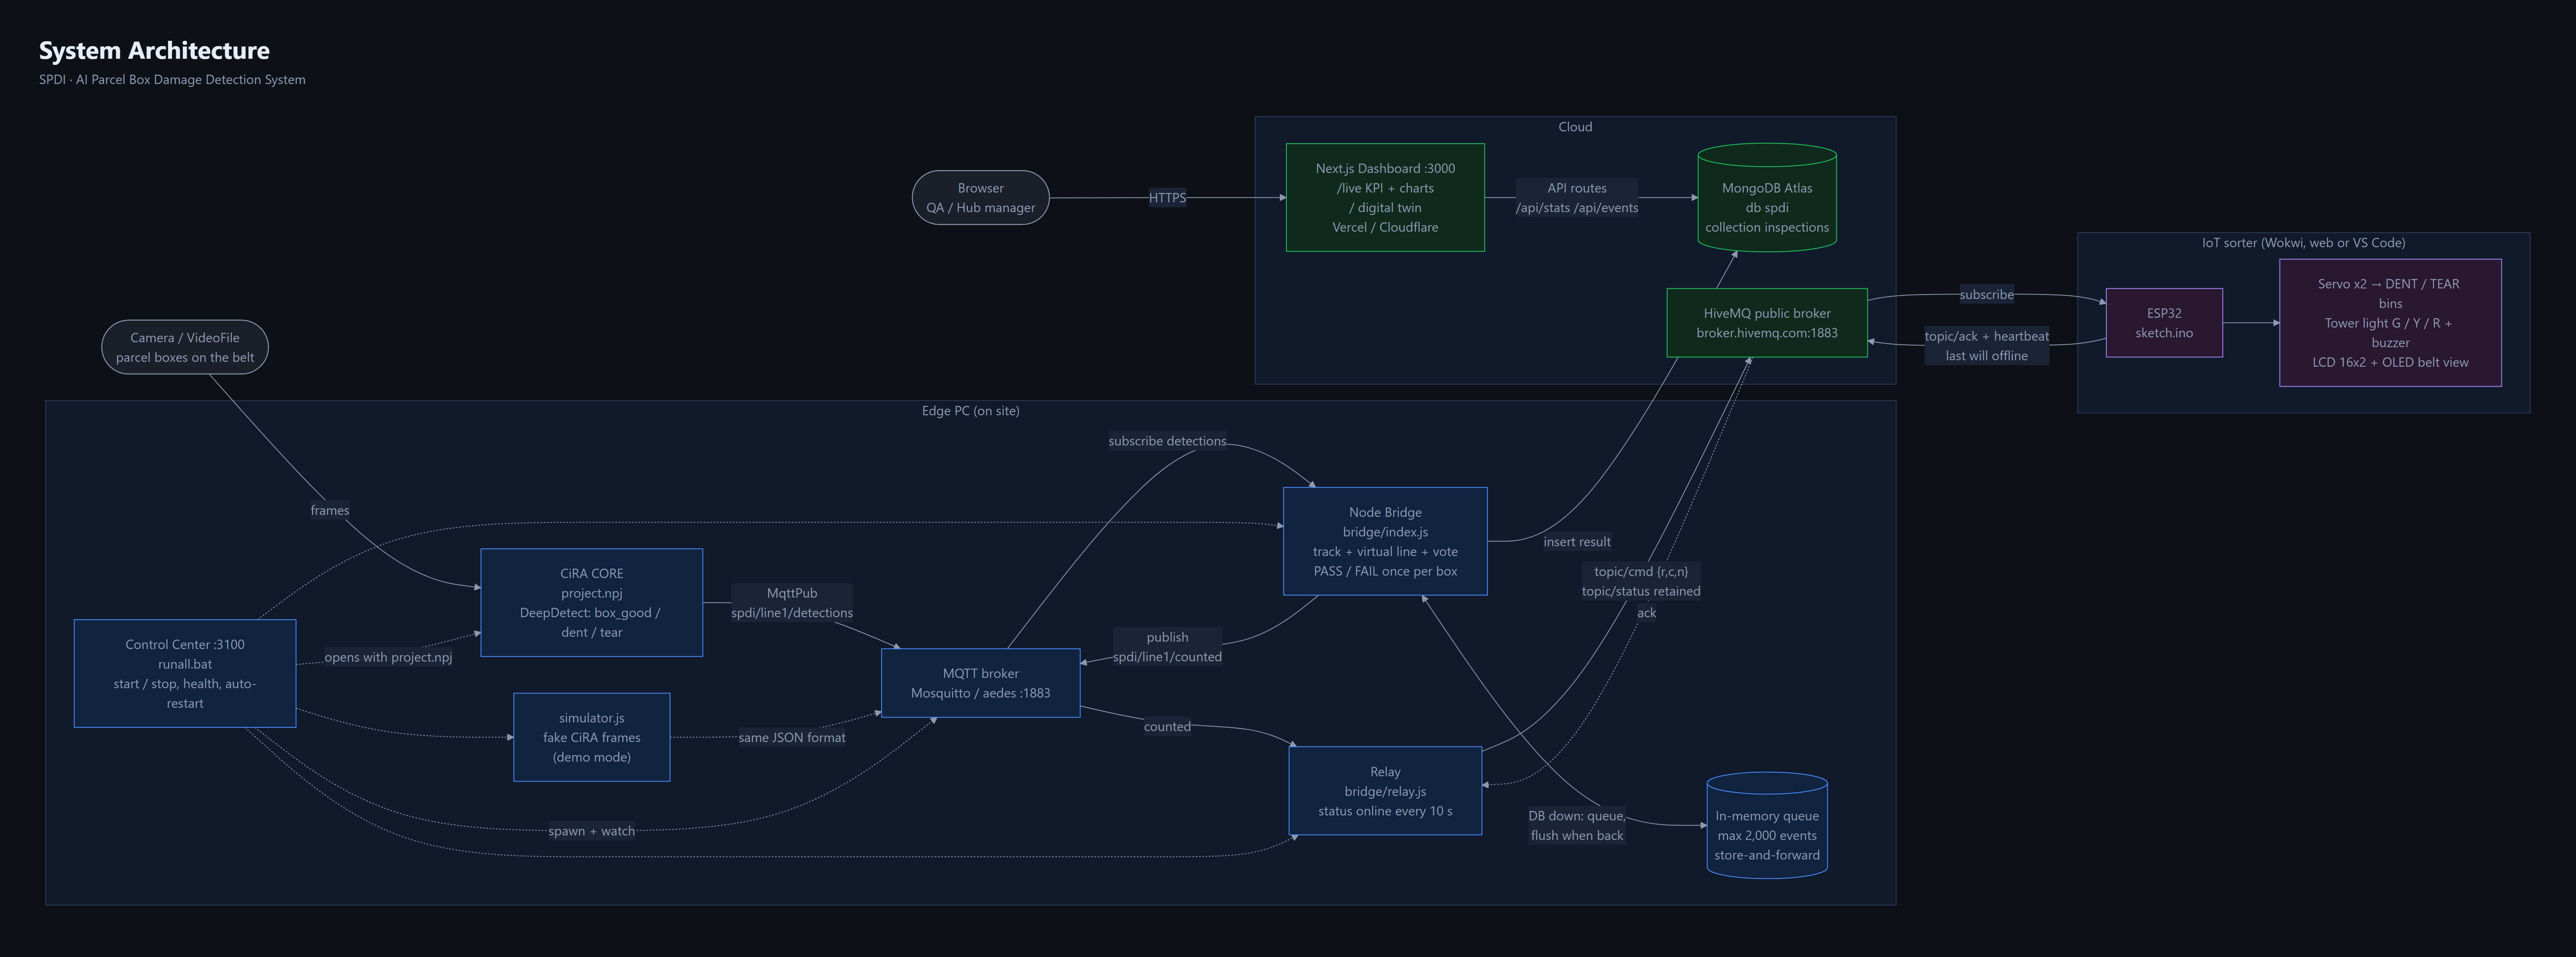 System Architecture
SPDI · AI Parcel Box Damage Detection System
Cloud
Next.js Dashboard :3000
/live KPI + charts
/ digital twin
Vercel / Cloudflare
API routes
/api/stats /api/events
MongoDB Atlas
db spdi
collection inspections
Browser
QA / Hub manager
HTTPS
HiveMQ public broker
broker.hivemq.com:1883
subscribe
topic/ack + heartbeat
last will offline
IoT sorter (Wokwi, web or VS Code)
ESP32
sketch.ino
Servo x2 → DENT / TEAR
bins
Tower light G / Y / R +
buzzer
LCD 16x2 + OLED belt view
Camera / VideoFile
parcel boxes on the belt
frames
Edge PC (on site)
subscribe detections
Node Bridge
bridge/index.js
track + virtual line + vote
PASS / FAIL once per box
insert result
topic/cmd {r,c,n}
topic/status retained
ack
CiRA CORE
project.npj
DeepDetect: box_good /
dent / tear
MqttPub
spdi/line1/detections
Control Center :3100
runall.bat
start / stop, health, auto-
restart
opens with project.npj
publish
spdi/line1/counted
MQTT broker
Mosquitto / aedes :1883
simulator.js
fake CiRA frames
(demo mode)
same JSON format
counted
spawn + watch
Relay
bridge/relay.js
status online every 10 s
DB down: queue,
flush when back
In-memory queue
max 2,000 events
store-and-forward